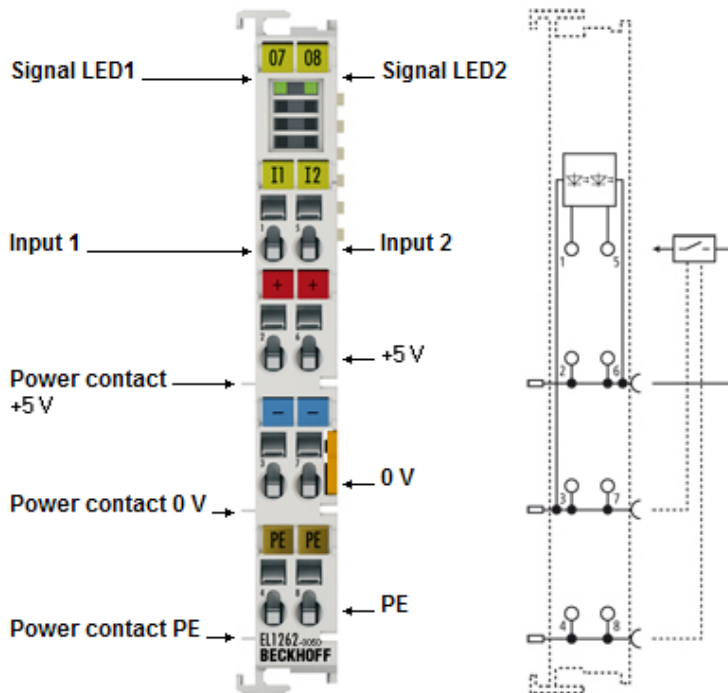 07 08
Signal LED1
Signal LED2
I1 I2
1 5
Input 1
Input 2
1 5
+ +
2 6
+5 V
2 6
Power contact
+5 V
− −
3 7
0 V
3 7
Power contact 0 V
PE PE
4 8
PE
4 8
Power contact PE
EL1262-0050
BECKHOFF